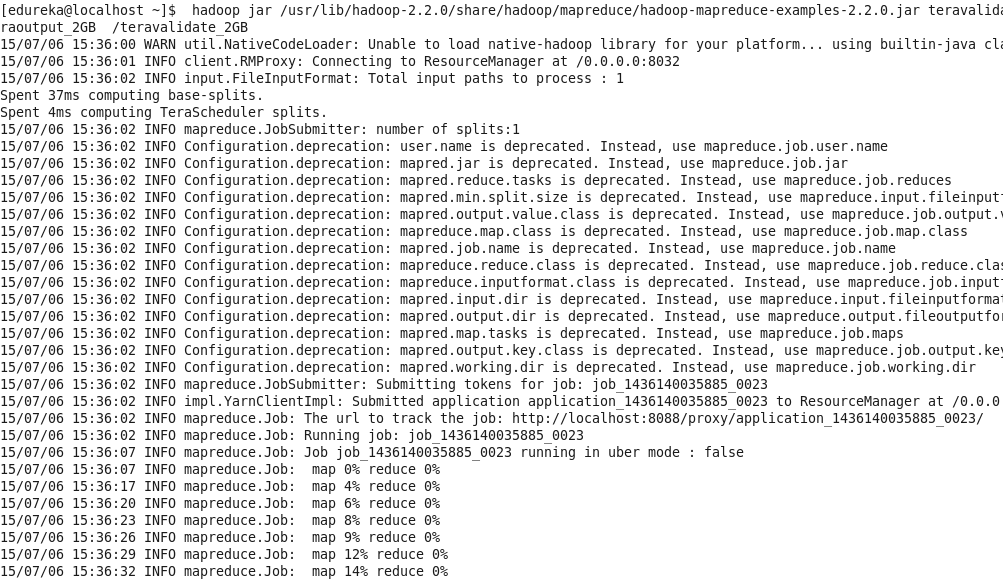 [edureka@localhost ~]$  hadoop jar /usr/lib/hadoop-2.2.0/share/hadoop/mapreduce/hadoop-mapreduce-examples-2.2.0.jar teravalida
raoutput_2GB  /teravalidate_2GB
15/07/06 15:36:00 WARN util.NativeCodeLoader: Unable to load native-hadoop library for your platform... using builtin-java cla
15/07/06 15:36:01 INFO client.RMProxy: Connecting to ResourceManager at /0.0.0.0:8032
15/07/06 15:36:02 INFO input.FileInputFormat: Total input paths to process : 1
Spent 37ms computing base-splits.
Spent 4ms computing TeraScheduler splits.
15/07/06 15:36:02 INFO mapreduce.JobSubmitter: number of splits:1
15/07/06 15:36:02 INFO Configuration.deprecation: user.name is deprecated. Instead, use mapreduce.job.user.name
15/07/06 15:36:02 INFO Configuration.deprecation: mapred.jar is deprecated. Instead, use mapreduce.job.jar
15/07/06 15:36:02 INFO Configuration.deprecation: mapred.reduce.tasks is deprecated. Instead, use mapreduce.job.reduces
15/07/06 15:36:02 INFO Configuration.deprecation: mapred.min.split.size is deprecated. Instead, use mapreduce.input.fileinputf
15/07/06 15:36:02 INFO Configuration.deprecation: mapred.output.value.class is deprecated. Instead, use mapreduce.job.output.v
15/07/06 15:36:02 INFO Configuration.deprecation: mapreduce.map.class is deprecated. Instead, use mapreduce.job.map.class
15/07/06 15:36:02 INFO Configuration.deprecation: mapred.job.name is deprecated. Instead, use mapreduce.job.name
15/07/06 15:36:02 INFO Configuration.deprecation: mapreduce.reduce.class is deprecated. Instead, use mapreduce.job.reduce.clas
15/07/06 15:36:02 INFO Configuration.deprecation: mapreduce.inputformat.class is deprecated. Instead, use mapreduce.job.inputf
15/07/06 15:36:02 INFO Configuration.deprecation: mapred.input.dir is deprecated. Instead, use mapreduce.input.fileinputformat
15/07/06 15:36:02 INFO Configuration.deprecation: mapred.output.dir is deprecated. Instead, use mapreduce.output.fileoutputfor
15/07/06 15:36:02 INFO Configuration.deprecation: mapred.map.tasks is deprecated. Instead, use mapreduce.job.maps
15/07/06 15:36:02 INFO Configuration.deprecation: mapred.output.key.class is deprecated. Instead, use mapreduce.job.output.key
15/07/06 15:36:02 INFO Configuration.deprecation: mapred.working.dir is deprecated. Instead, use mapreduce.job.working.dir
15/07/06 15:36:02 INFO mapreduce.JobSubmitter: Submitting tokens for job: job_1436140035885_0023
15/07/06 15:36:02 INFO impl.YarnClientImpl: Submitted application application_1436140035885_0023 to ResourceManager at /0.0.0
15/07/06 15:36:02 INFO mapreduce.Job: The url to track the job: http://localhost:8088/proxy/application_1436140035885_0023/
15/07/06 15:36:02 INFO mapreduce.Job: Running job: job_1436140035885_0023
15/07/06 15:36:07 INFO mapreduce.Job: Job job_1436140035885_0023 running in uber mode : false
15/07/06 15:36:07 INFO mapreduce.Job:  map 0% reduce 0%
15/07/06 15:36:17 INFO mapreduce.Job:  map 4% reduce 0%
15/07/06 15:36:20 INFO mapreduce.Job:  map 6% reduce 0%
15/07/06 15:36:23 INFO mapreduce.Job:  map 8% reduce 0%
15/07/06 15:36:26 INFO mapreduce.Job:  map 9% reduce 0%
15/07/06 15:36:29 INFO mapreduce.Job:  map 12% reduce 0%
15/07/06 15:36:32 INFO mapreduce.Job:  map 14% reduce 0%